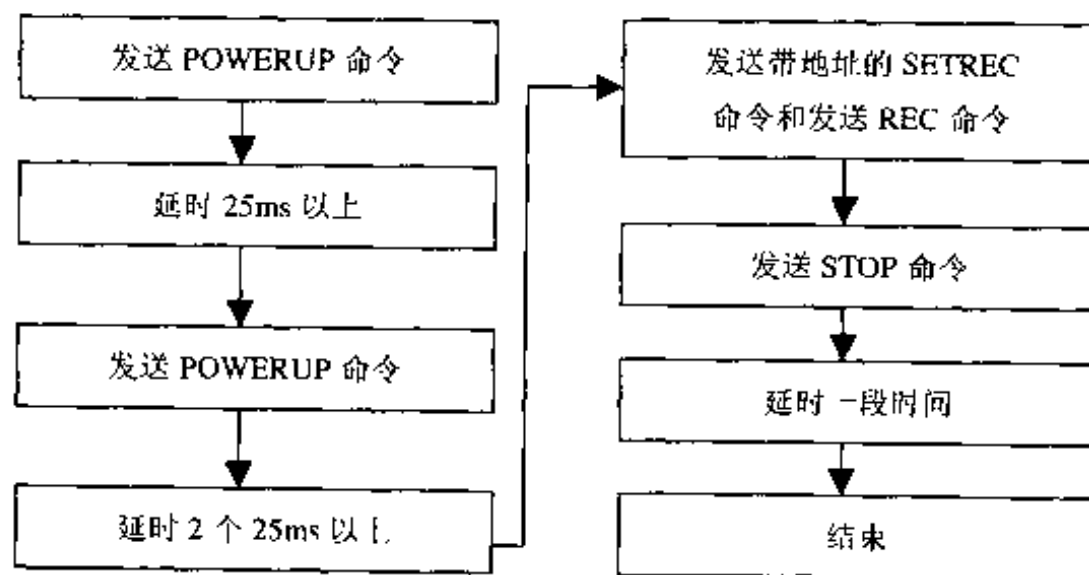 发送 POWERUP 命令
延时 25ms 以上
发送 POWERUP 命令
延时 2 个 25ms 以上
发送带地址的 SETREC
命令和发送 REC 命令
发送 STOP 命令
延时一段时间
结束